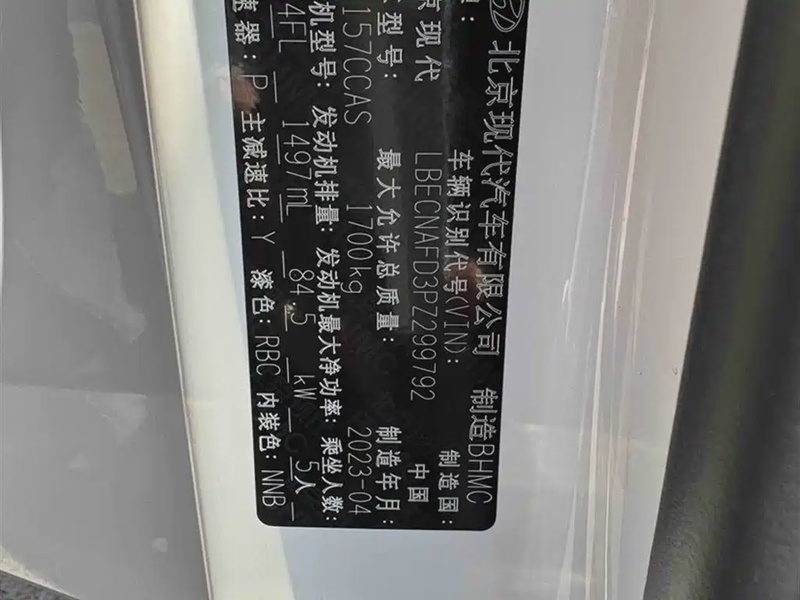 北京现代汽车有限公司 制造BHMC
车辆识别代号(VIN): 制造国:
京现代 LBECNAFD3PZ299792 中国
型号: 最大允许总质量: 制造年月:
157CCAS 1700kg 2023-04
机型号: 发动机排量: 发动机最大净功率: 乘坐人数:
4FL 1497mL 84.5 kW 5人
速器: P 主减速比: Y 漆色: RBC 内装色: NNB